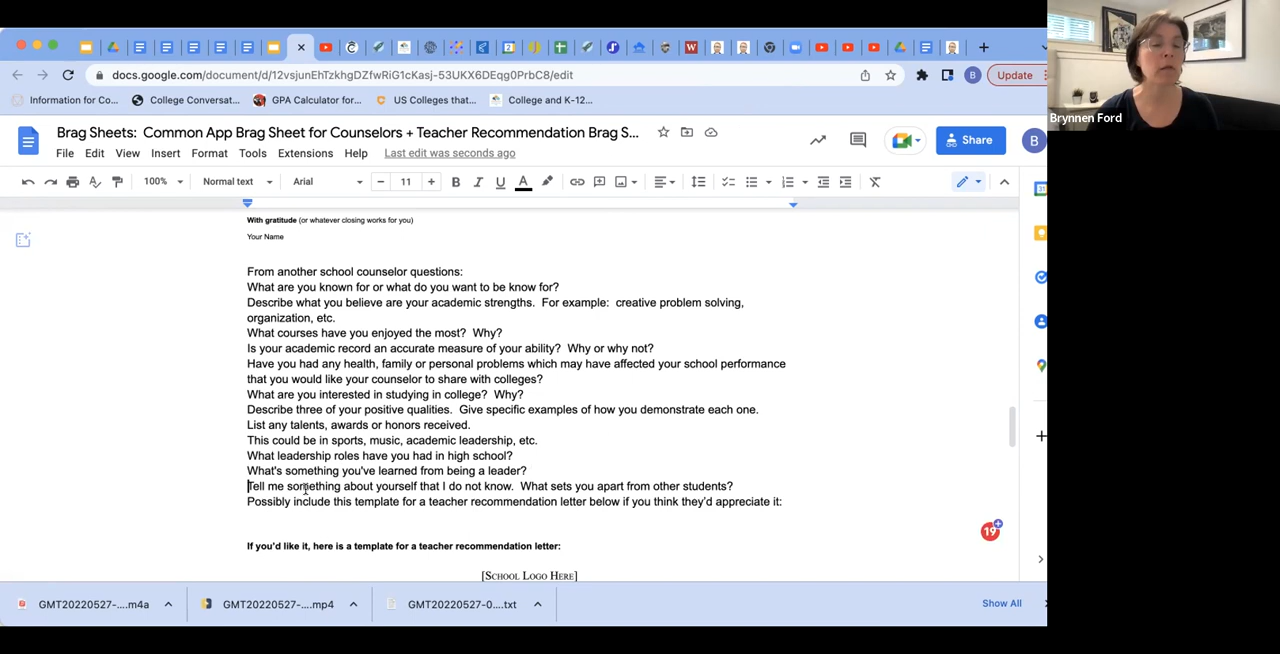 docs.google.com/document/d/12vsjunEhTzkhgDZfwRiG1cKasj-53UKX6DEqg0PrbC8/edit
Update
Brynnen Ford
Information for Co...
College Conversat...
GPA Calculator for...
US Colleges that...
College and K-12...
Brag Sheets:  Common App Brag Sheet for Counselors + Teacher Recommendation Brag S...
Share
B
File Edit View Insert Format Tools Extensions Help Last edit was seconds ago
100% Normal text Arial 11 B I U A
With gratitude (or whatever closing works for you)
Your Name
From another school counselor questions:
What are you known for or what do you want to be know for?
Describe what you believe are your academic strengths.  For example:  creative problem solving,
organization, etc.
What courses have you enjoyed the most?  Why?
Is your academic record an accurate measure of your ability?  Why or why not?
Have you had any health, family or personal problems which may have affected your school performance
that you would like your counselor to share with colleges?
What are you interested in studying in college?  Why?
Describe three of your positive qualities.  Give specific examples of how you demonstrate each one.
List any talents, awards or honors received.
This could be in sports, music, academic leadership, etc.
What leadership roles have you had in high school?
What's something you've learned from being a leader?
Tell me something about yourself that I do not know.  What sets you apart from other students?
Possibly include this template for a teacher recommendation letter below if you think they'd appreciate it:
19
If you'd like it, here is a template for a teacher recommendation letter:
[School Logo Here]
GMT20220527-....m4a
GMT20220527-....mp4
GMT20220527-0....txt
Show All